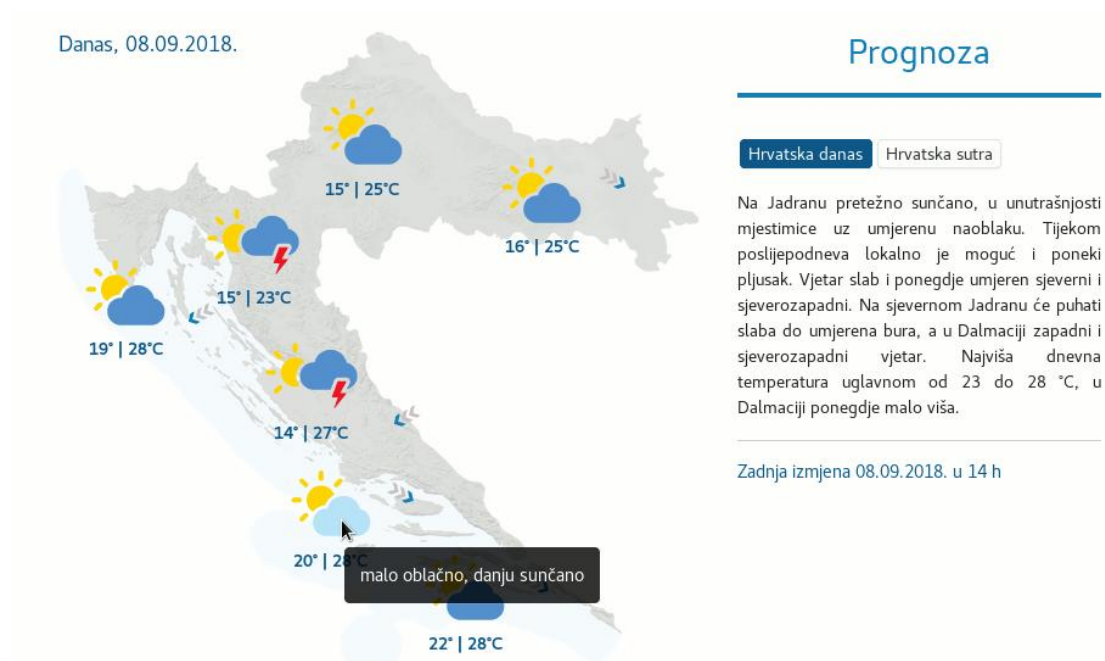 Danas, 08.09.2018.
15° | 25°C
16° | 25°C
15° | 23°C
19° | 28°C
14° | 27°C
20° | 28°C
malo oblačno, danju sunčano
22° | 28°C
Prognoza
Hrvatska danas
Hrvatska sutra
Na Jadranu pretežno sunčano, u unutrašnjosti
mjestimice uz umjerenu naoblaku. Tijekom
poslijepodneva lokalno je moguć i poneki
pljusak. Vjetar slab i ponegdje umjeren sjeverni i
sjeverozapadni. Na sjevernom Jadranu će puhati
slaba do umjerena bura, a u Dalmaciji zapadni i
sjeverozapadni vjetar. Najviša dnevna
temperatura uglavnom od 23 do 28 °C, u
Dalmaciji ponegdje malo viša.
Zadnja izmjena 08.09.2018. u 14 h